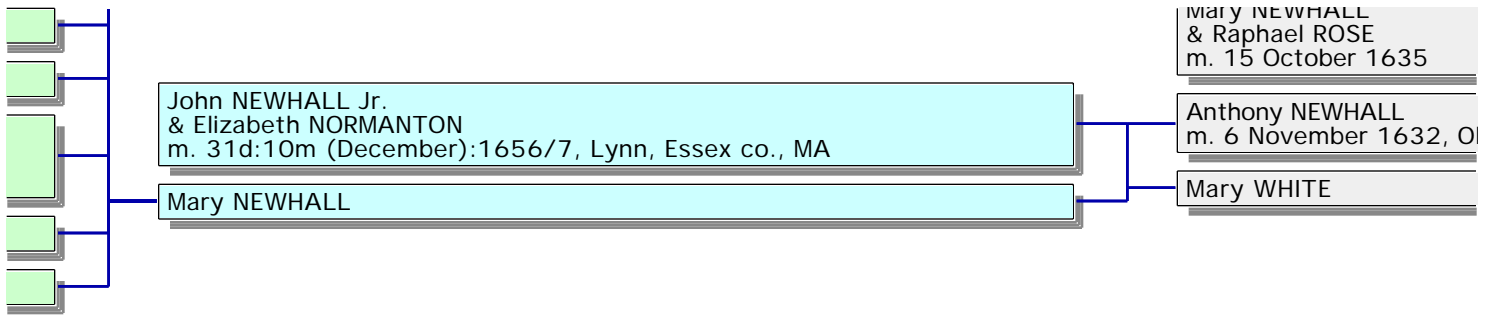 Mary NEWHALL
& Raphael ROSE
m. 15 October 1635
John NEWHALL Jr.
& Elizabeth NORMANTON
m. 31d:10m (December):1656/7, Lynn, Essex co., MA
Anthony NEWHALL
m. 6 November 1632,
Mary NEWHALL
Mary WHITE